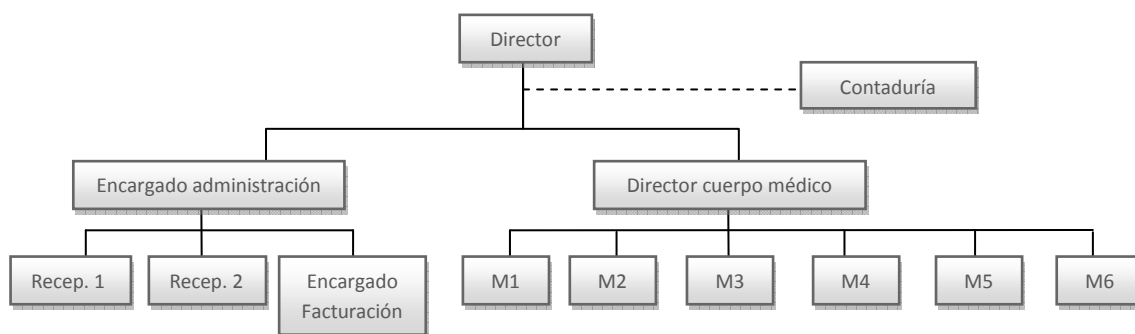 Director
Contaduría
Encargado administración
Director cuerpo médico
Recep. 1
Recep. 2
Encargado
Facturación
M1
M2
M3
M4
M5
M6